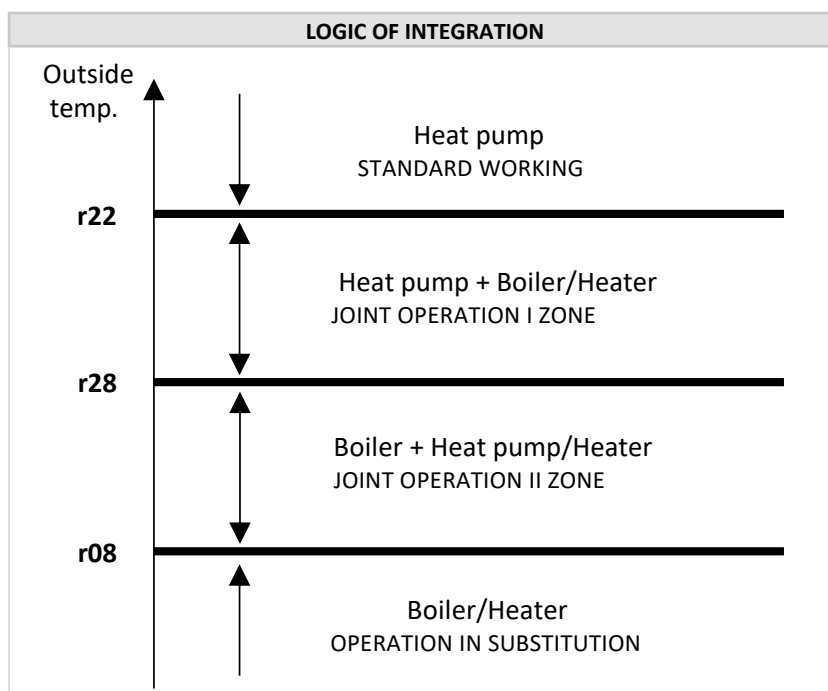 LOGIC OF INTEGRATION
Outside
temp.
Heat pump
STANDARD WORKING
r22
Heat pump + Boiler/Heater
JOINT OPERATION I ZONE
r28
Boiler + Heat pump/Heater
JOINT OPERATION II ZONE
r08
Boiler/Heater
OPERATION IN SUBSTITUTION